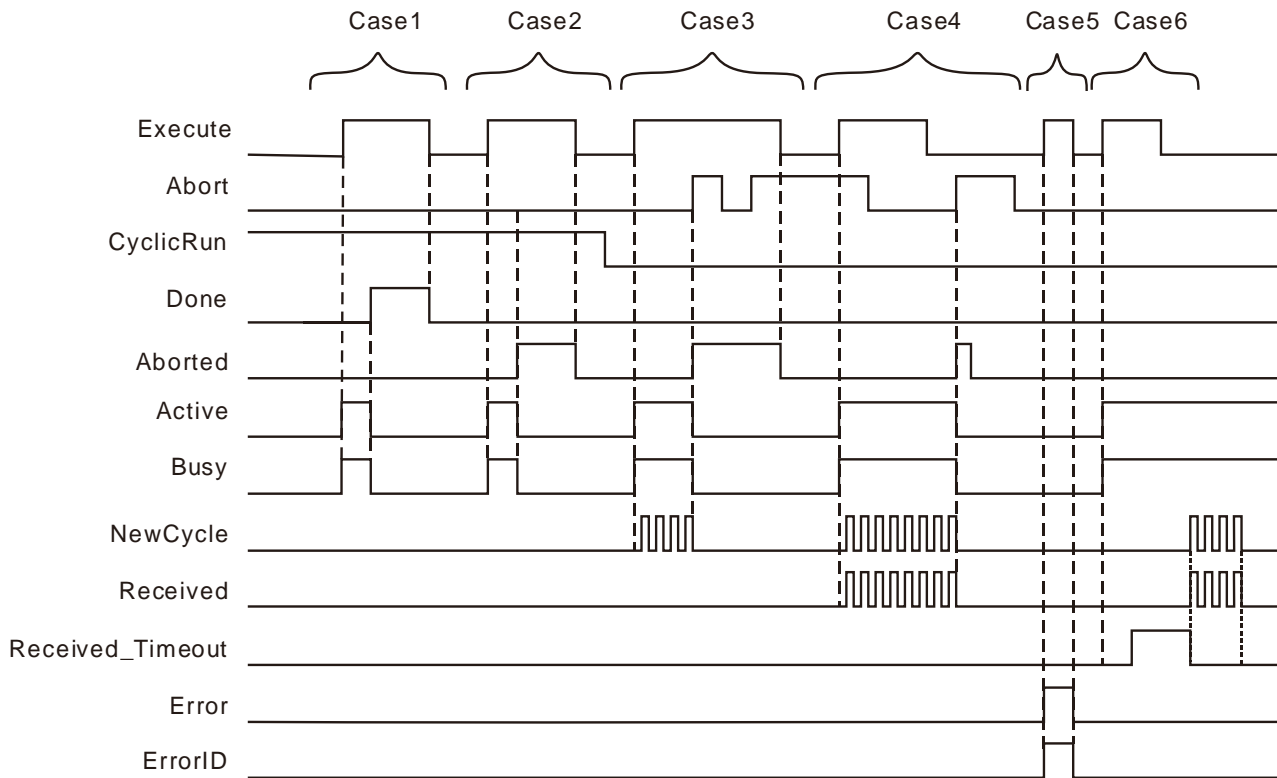 Case1 Case2 Case3 Case4 Case5 Case6
Execute
Abort
CyclicRun
Done
Aborted
Active
Busy
NewCycle
Received
Received_Timeout
Error
ErrorID